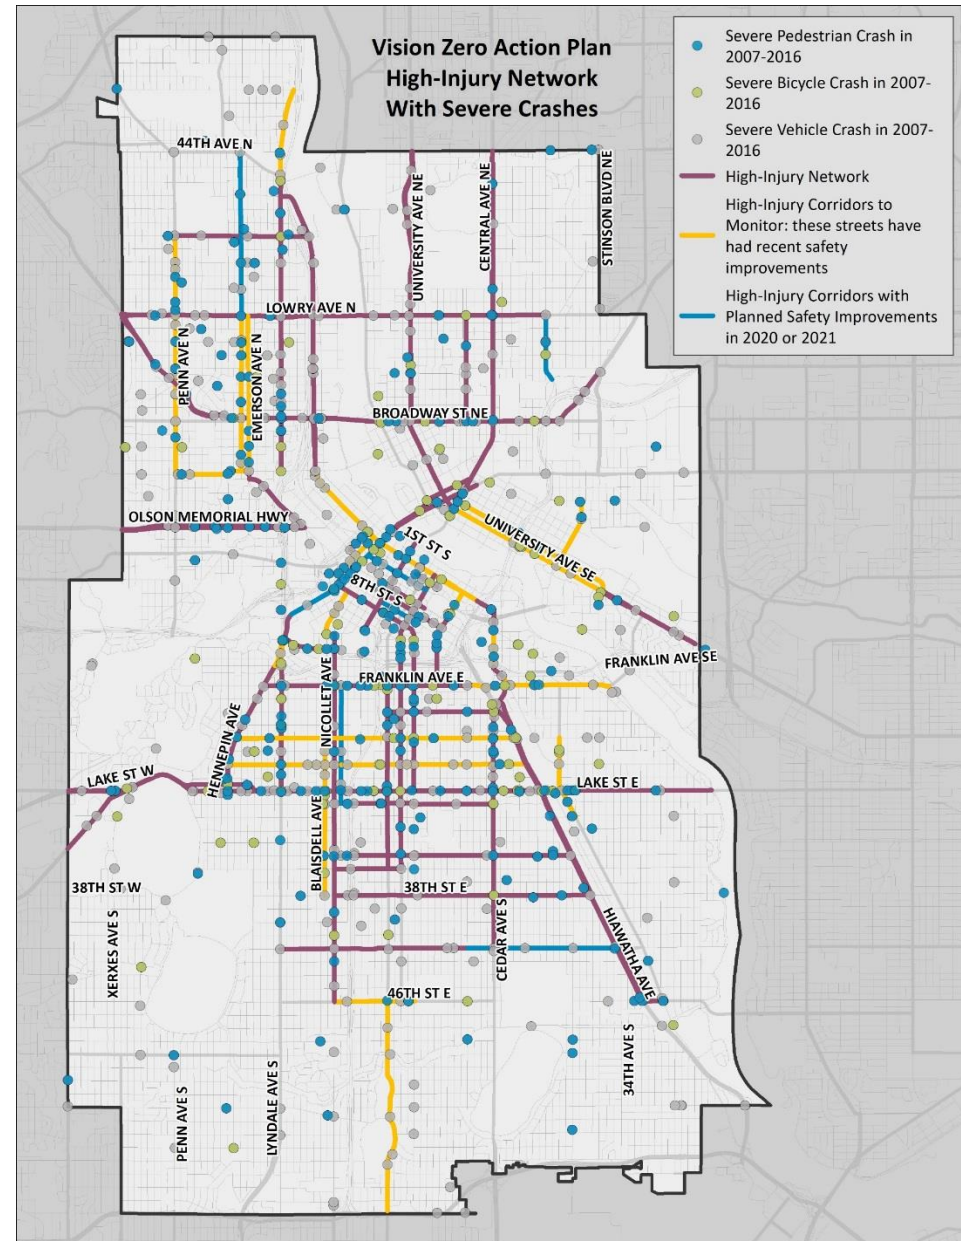 Vision Zero Action Plan
High-Injury Network
With Severe Crashes
Severe Pedestrian Crash in
2007-2016
Severe Bicycle Crash in 2007-
2016
Severe Vehicle Crash in 2007-
2016
High-Injury Network
High-Injury Corridors to
Monitor: these streets have
had recent safety
improvements
High-Injury Corridors with
Planned Safety Improvements
in 2020 or 2021
44TH AVE N
UNIVERSITY AVE NE
CENTRAL AVE NE
STINSON BLVD NE
LOWRY AVE N
PENN AVE N
EMERSON AVE N
BROADWAY ST NE
OLSON MEMORIAL HWY
1ST ST S
UNIVERSITY AVE SE
8TH ST S
FRANKLIN AVE SE
FRANKLIN AVE E
NICOLLET AVE
HENNEPIN AVE
LAKE ST W
LAKE ST E
BLAISDELL AVE
38TH ST W
38TH ST E
XERXES AVE S
CEDAR AVE S
HIAWATHA AVE
46TH ST E
34TH AVE S
PENN AVE S
LYNDALE AVE S